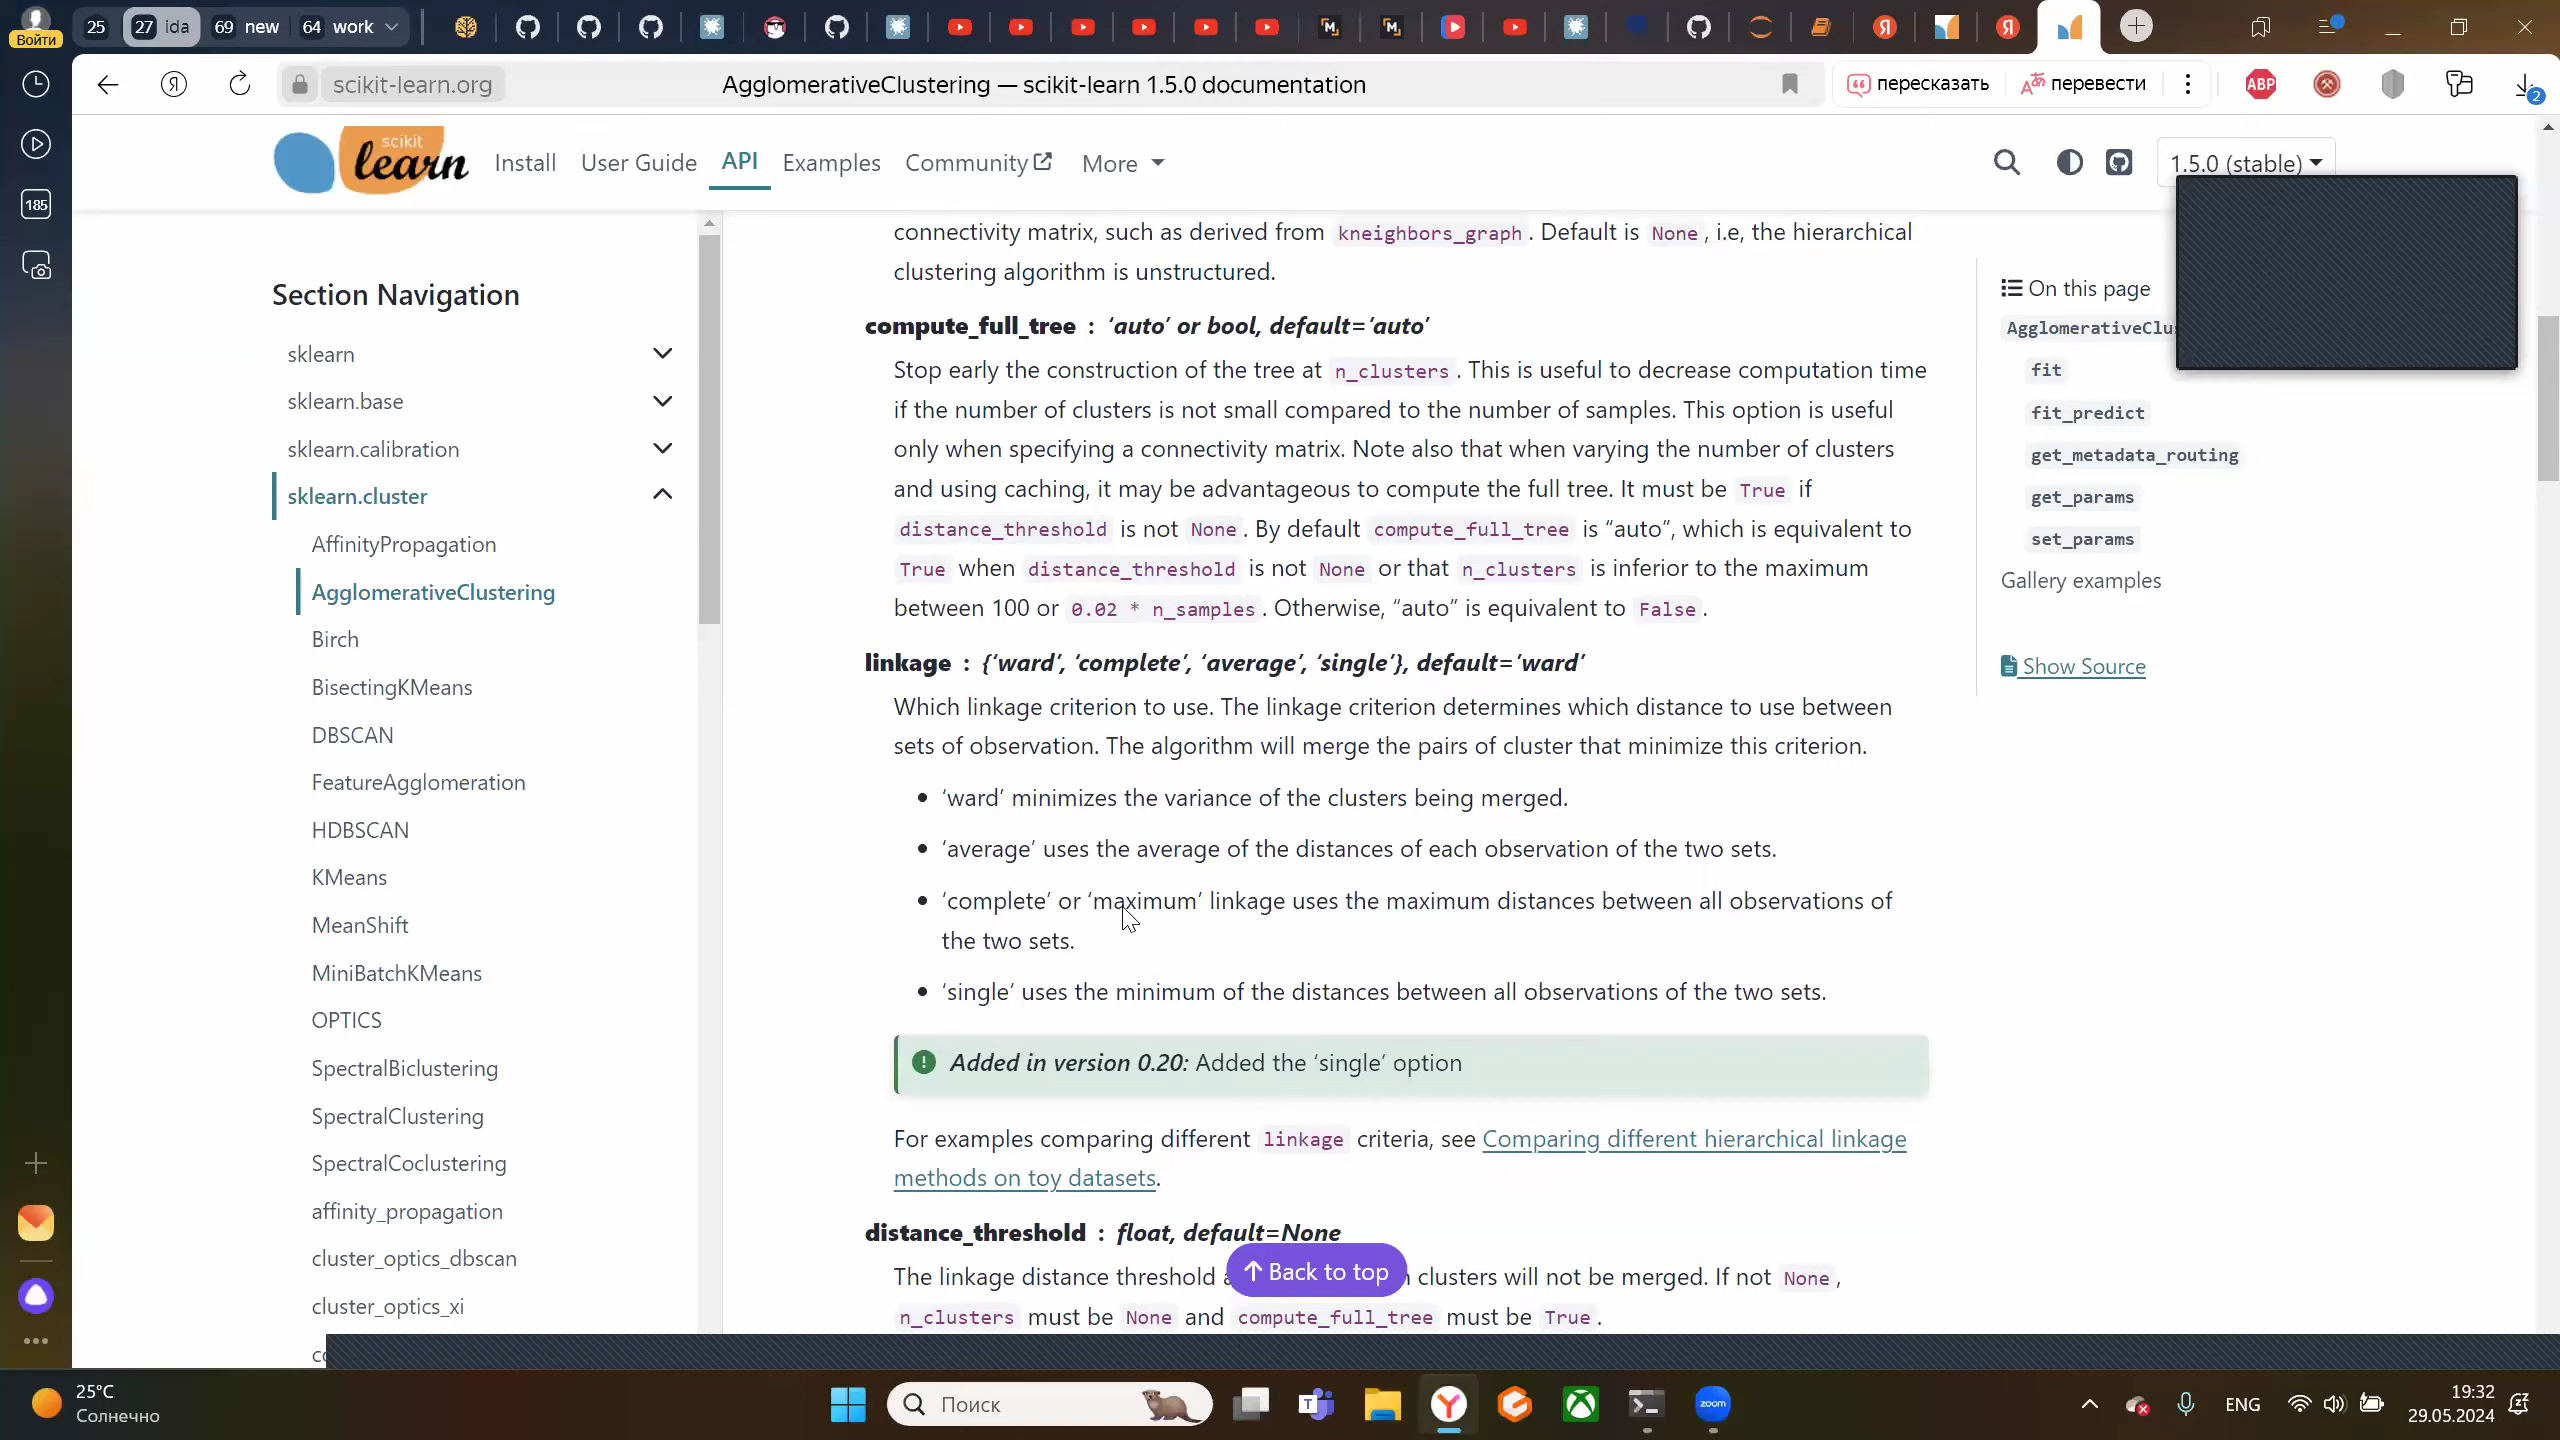 Войти
25
27 ida
69 new
64 work
185
scikit-learn.org
AgglomerativeClustering — scikit-learn 1.5.0 documentation
пересказать
перевести
ABP
2
scikit
learn
Install
User Guide
API
Examples
Community
More
1.5.0 (stable)
Section Navigation
sklearn
sklearn.base
sklearn.calibration
sklearn.cluster
AffinityPropagation
AgglomerativeClustering
Birch
BisectingKMeans
DBSCAN
FeatureAgglomeration
HDBSCAN
KMeans
MeanShift
MiniBatchKMeans
OPTICS
SpectralBiclustering
SpectralClustering
SpectralCoclustering
affinity_propagation
cluster_optics_dbscan
cluster_optics_xi
connectivity matrix, such as derived from kneighbors_graph. Default is None, i.e, the hierarchical
clustering algorithm is unstructured.
compute_full_tree : ‘auto’ or bool, default=’auto’
Stop early the construction of the tree at n_clusters. This is useful to decrease computation time
if the number of clusters is not small compared to the number of samples. This option is useful
only when specifying a connectivity matrix. Note also that when varying the number of clusters
and using caching, it may be advantageous to compute the full tree. It must be True if
distance_threshold is not None. By default compute_full_tree is “auto”, which is equivalent to
True when distance_threshold is not None or that n_clusters is inferior to the maximum
between 100 or 0.02 * n_samples. Otherwise, “auto” is equivalent to False.
linkage : {‘ward’, ‘complete’, ‘average’, ‘single’}, default=’ward’
Which linkage criterion to use. The linkage criterion determines which distance to use between
sets of observation. The algorithm will merge the pairs of cluster that minimize this criterion.
• ‘ward’ minimizes the variance of the clusters being merged.
• ‘average’ uses the average of the distances of each observation of the two sets.
• ‘complete’ or ‘maximum’ linkage uses the maximum distances between all observations of
the two sets.
• ‘single’ uses the minimum of the distances between all observations of the two sets.
Added in version 0.20: Added the ‘single’ option
For examples comparing different linkage criteria, see Comparing different hierarchical linkage
methods on toy datasets.
distance_threshold : float, default=None
The linkage distance threshold clusters will not be merged. If not None,
n_clusters must be None and compute_full_tree must be True.
Back to top
On this page
AgglomerativeClus
fit
fit_predict
get_metadata_routing
get_params
set_params
Gallery examples
Show Source
25°C
Солнечно
Поиск
zoom
ENG
19:32
29.05.2024